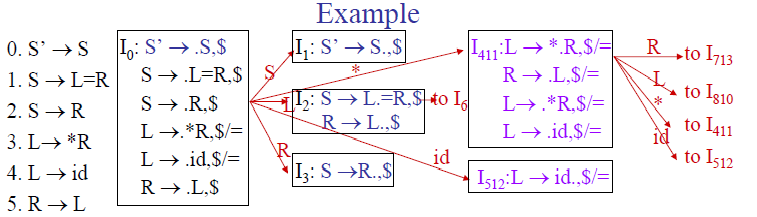 Example
0. S' → S
1. S → L=R
2. S → R
3. L→ *R
4. L → id
5. R → L
I0: S' → .S,$
S → .L=R,$
S → .R,$
L →.*R,$/=
L → .id,$/=
R → .L,$
S
*
L
R
id
I1: S' → S.,$
I2: S → L.=R,$
R → L.,$
to I6
I3: S →R.,$
I411:L → *.R,$/=
R → .L,$/=
L→ .*R,$/=
L → .id,$/=
I512:L → id.,$/=
R
L
*
id
to I713
to I810
to I411
to I512